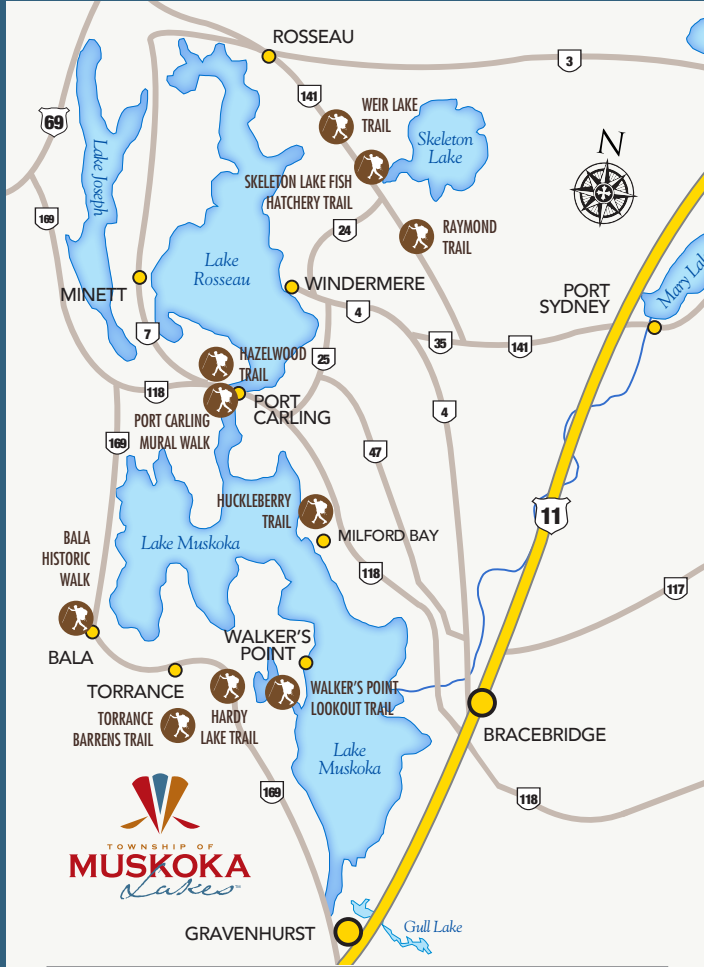 ROSSEAU
3
141
WEIR LAKE
TRAIL
69
Skeleton
Lake
N
Lake Joseph
SKELETON LAKE FISH
HATCHERY TRAIL
169
24
RAYMOND
TRAIL
Lake
Rosseau
MINETT
WINDERMERE
PORT
SYDNEY
Mary La
4
7
35
141
HAZELWOOD
TRAIL
25
118
PORT
CARLING
4
PORT CARLING
MURAL WALK
169
47
HUCKLEBERRY
TRAIL
11
BALA
HISTORIC
WALK
Lake Muskoka
MILFORD BAY
118
117
WALKER'S
POINT
BALA
TORRANCE
WALKER'S POINT
LOOKOUT TRAIL
TORRANCE
BARRENS TRAIL
HARDY
LAKE TRAIL
BRACEBRIDGE
Lake
Muskoka
169
118
TOWNSHIP OF
MUSKOKA
Lakes™
GRAVENHURST
Gull Lake